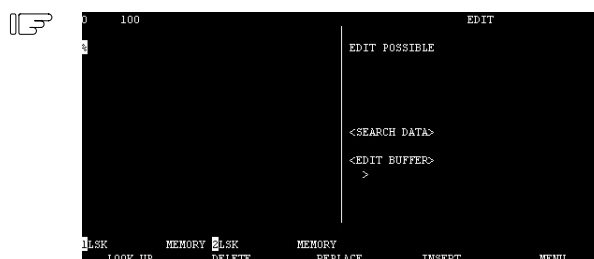 0 100 EDIT
%
EDIT POSSIBLE
<SEARCH DATA>
<EDIT BUFFER>
>
1LSK MEMORY 2LSK MEMORY
LOOK UP DELETE REPLACE INSERT MENU